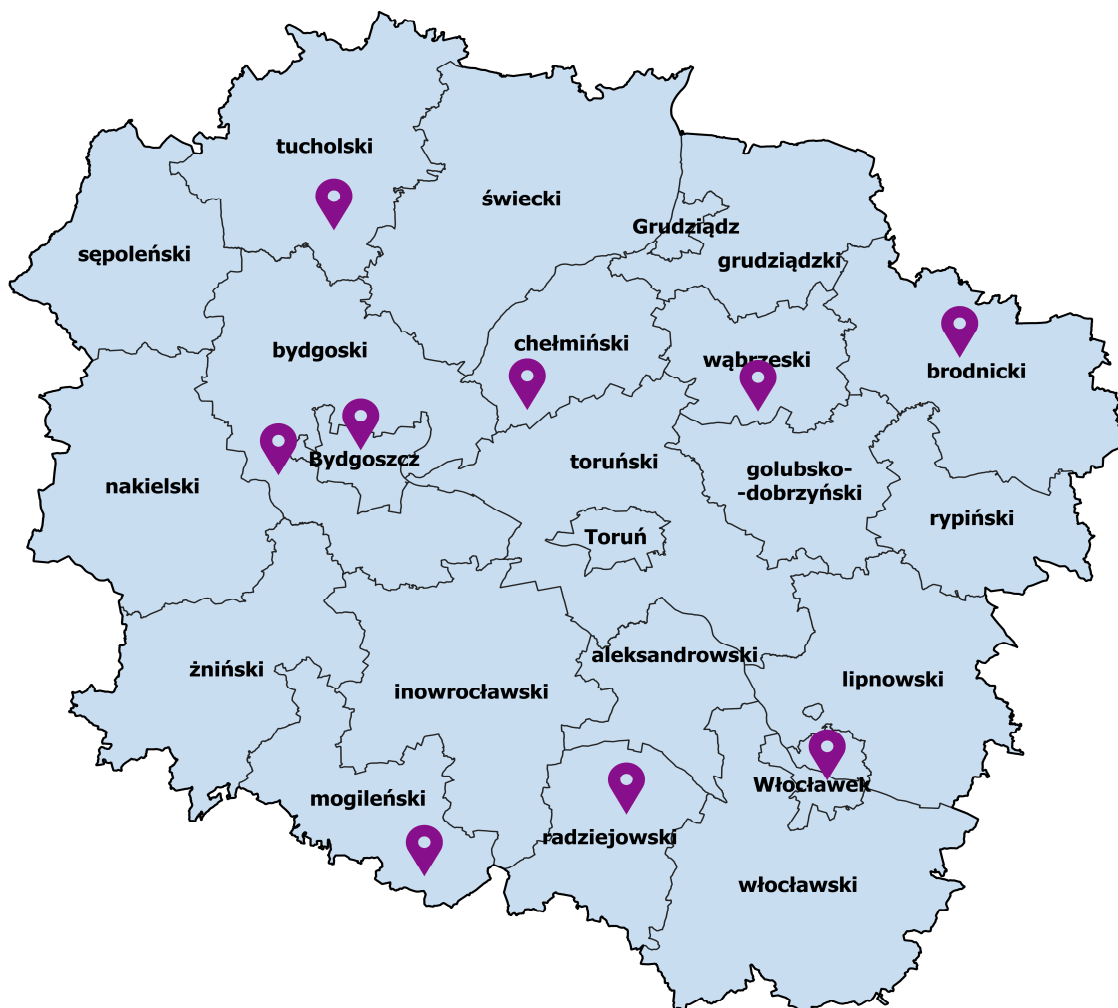 tucholski
świecki
Grudziądz
sępoleński
grudziądzki
chełmiński
bydgoski
wąbrzeski
brodnicki
Bydgoszcz
toruński
golubsko-
-dobrzyński
nakielski
rypiński
Toruń
aleksandrowski
żniński
lipnowski
inowrocławski
Włocławek
mogileński
radziejowski
włocławski